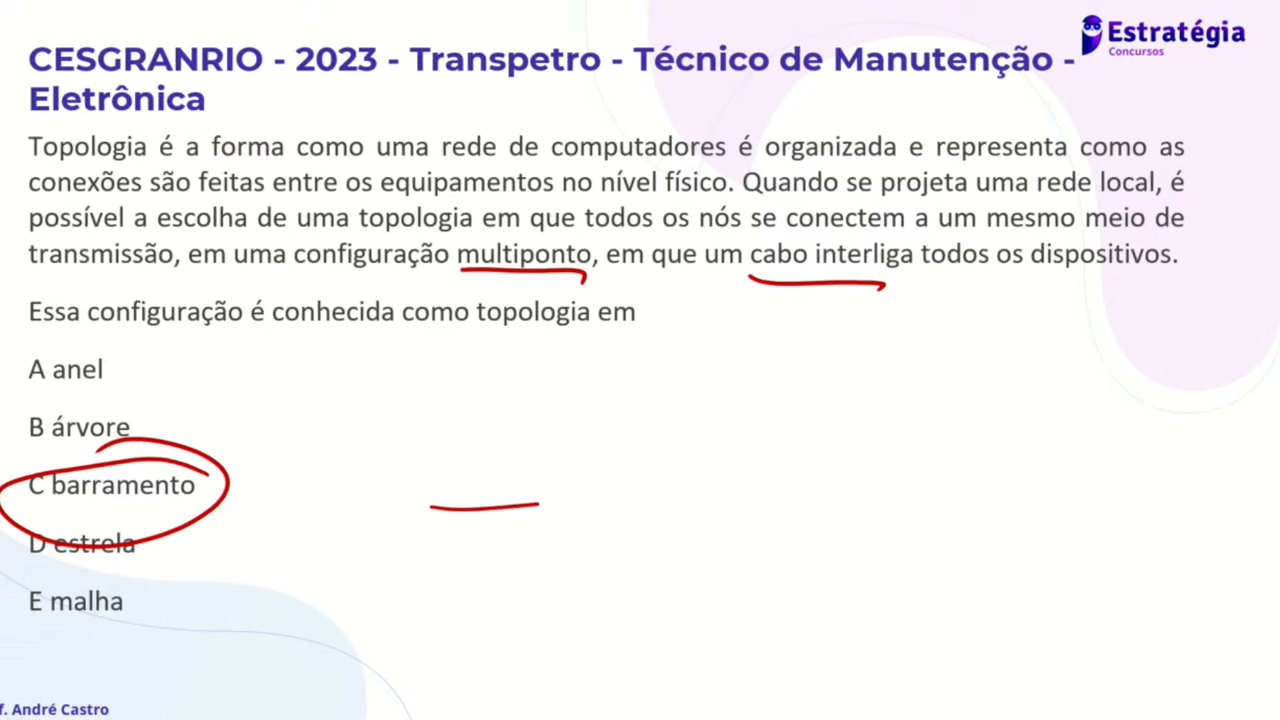 CESGRANRIO - 2023 - Transpetro - Técnico de Manutenção -
Eletrônica
Estratégia
Concursos
Topologia é a forma como uma rede de computadores é organizada e representa como as
conexões são feitas entre os equipamentos no nível físico. Quando se projeta uma rede local, é
possível a escolha de uma topologia em que todos os nós se conectem a um mesmo meio de
transmissão, em uma configuração multiponto, em que um cabo interliga todos os dispositivos.
Essa configuração é conhecida como topologia em
A anel
B árvore
C barramento
D estrela
E malha
f. André Castro